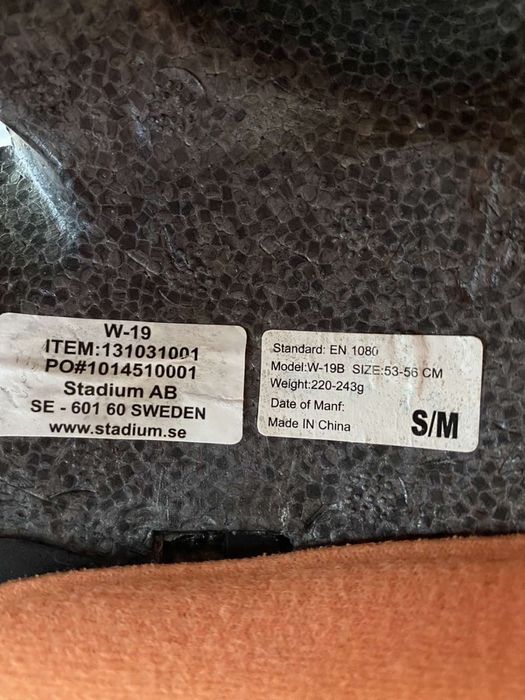 W-19
ITEM:131031001
PO#1014510001
Stadium AB
SE - 601 60 SWEDEN
www.stadium.se
Standard: EN 1080
Model:W-19B SIZE:53-56 CM
Weight:220-243g
Date of Manf:
Made IN China
S/M